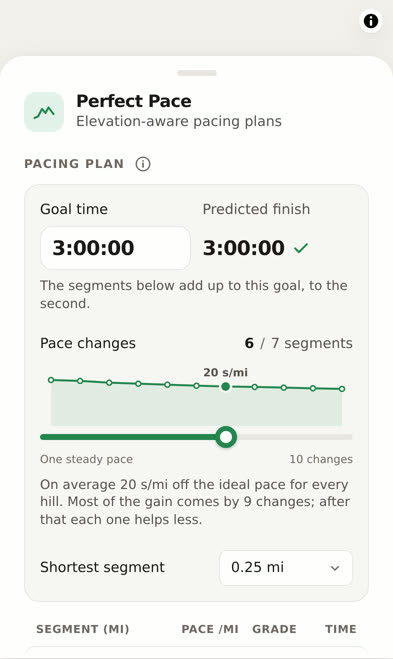 Perfect Pace
Elevation-aware pacing plans
PACING PLAN
Goal time
Predicted finish
3:00:00
3:00:00
The segments below add up to this goal, to the
second.
Pace changes
6 / 7 segments
20 s/mi
One steady pace
10 changes
On average 20 s/mi off the ideal pace for every
hill. Most of the gain comes by 9 changes; after
that each one helps less.
Shortest segment
0.25 mi
SEGMENT (MI) PACE /MI GRADE TIME